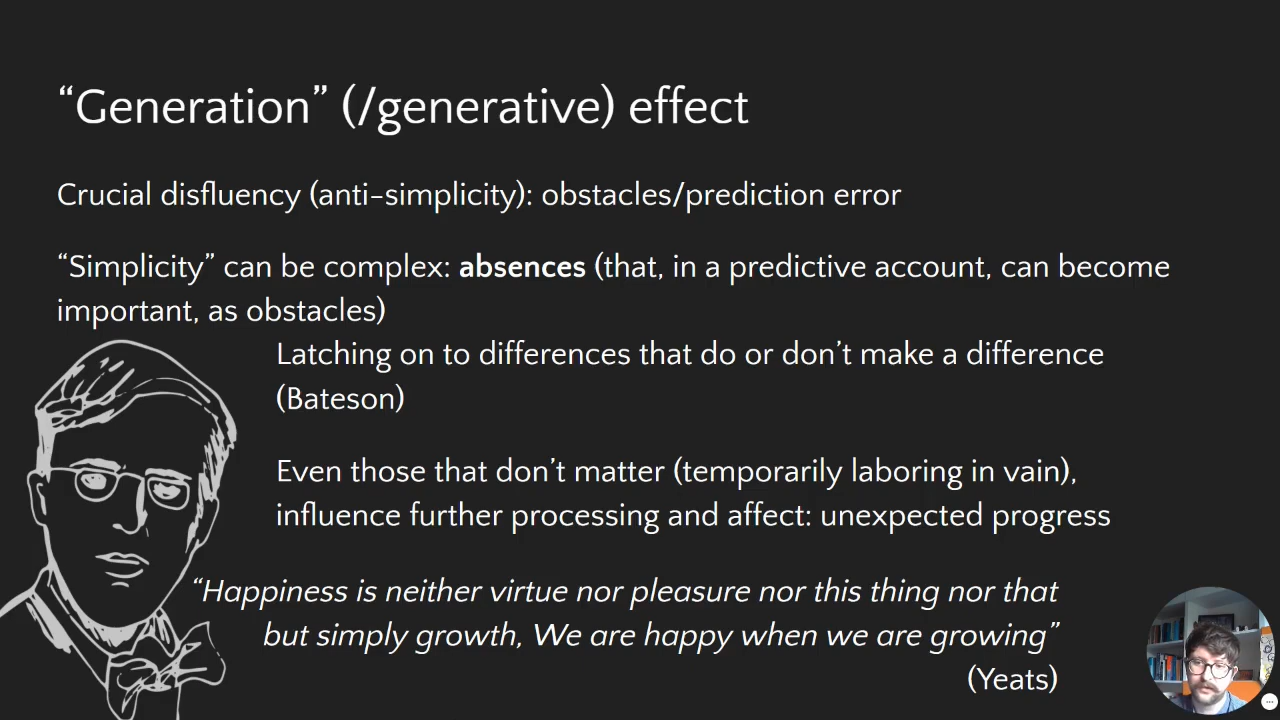 “Generation” (/generative) effect
Crucial disfluency (anti-simplicity): obstacles/prediction error
“Simplicity” can be complex: absences (that, in a predictive account, can become
important, as obstacles)
Latching on to differences that do or don’t make a difference
(Bateson)
Even those that don’t matter (temporarily laboring in vain),
influence further processing and affect: unexpected progress
“Happiness is neither virtue nor pleasure nor this thing nor that
but simply growth, We are happy when we are growing”
(Yeats)